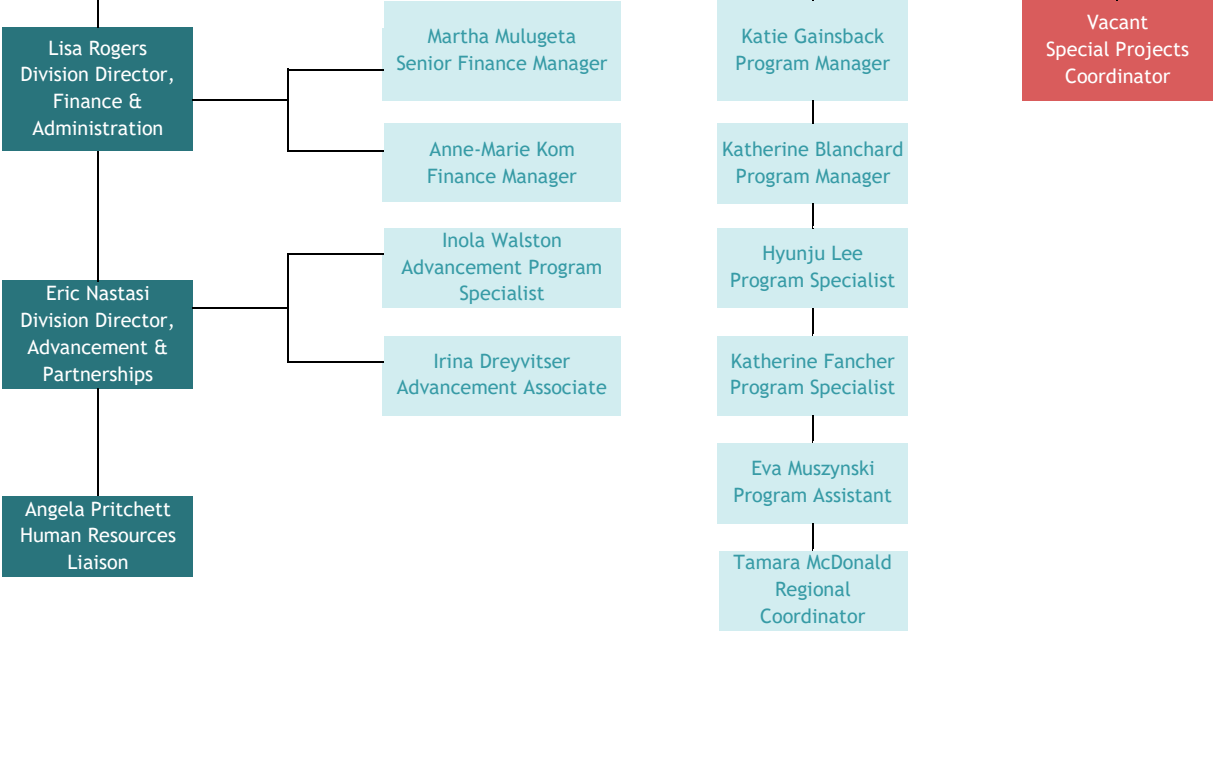 Lisa Rogers
Division Director,
Finance &
Administration
Martha Mulugeta
Senior Finance Manager
Anne-Marie Kom
Finance Manager
Eric Nastasi
Division Director,
Advancement &
Partnerships
Inola Walston
Advancement Program
Specialist
Irina Dreyvitser
Advancement Associate
Angela Pritchett
Human Resources
Liaison
Katie Gainsback
Program Manager
Katherine Blanchard
Program Manager
Hyunju Lee
Program Specialist
Katherine Fancher
Program Specialist
Eva Muszynski
Program Assistant
Tamara McDonald
Regional
Coordinator
Vacant
Special Projects
Coordinator